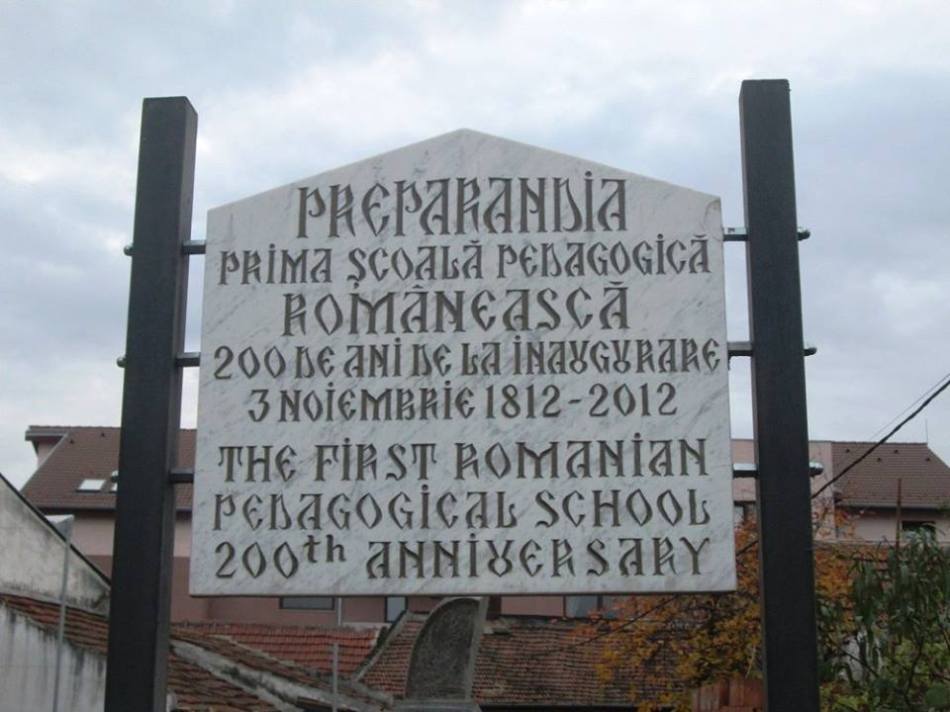 PREPARANDIA
PRIMA ȘCOALĂ PEDAGOGICĂ
ROMÂNEASCĂ
200 DE ANI DE LA INAUGURARE
3 NOIEMBRIE 1812-2012
THE FIRST ROMANIAN
PEDAGOGICAL SCHOOL
200th ANNIVERSARY